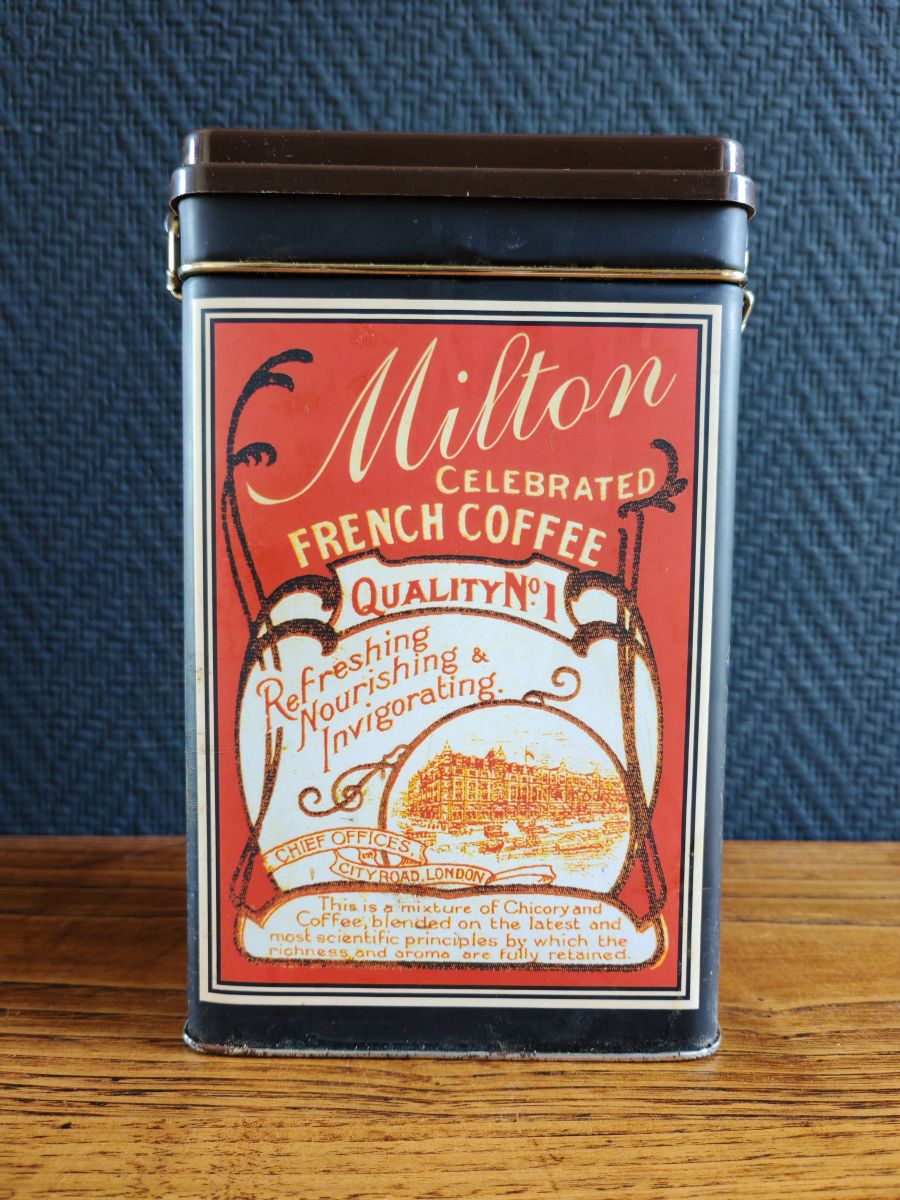 Milton
CELEBRATED
FRENCH COFFEE
QUALITY No. 1
Refreshing
Nourishing &
Invigorating.
CHIEF OFFICES,
CITY ROAD, LONDON
This is a mixture of Chicory and
Coffee, blended on the latest and
most scientific principles by which the
richness and aroma are fully retained.